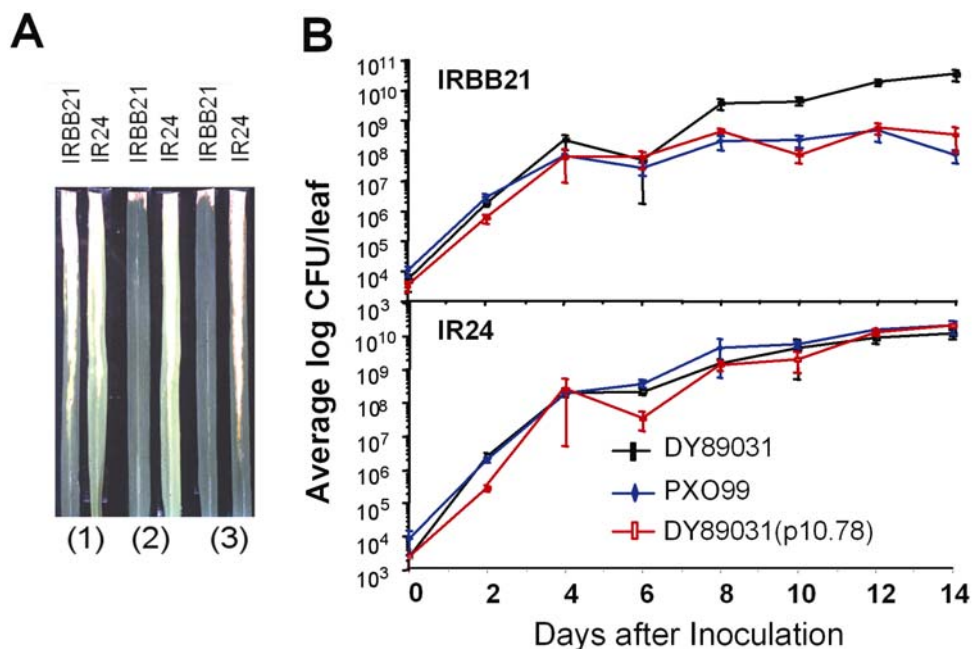 A
IRBB21
IR24
IRBB21
IR24
IRBB21
IR24
(1)
(2)
(3)
B
Average log CFU/leaf
IRBB21
10^11
10^10
10^9
10^8
10^7
10^6
10^5
10^4
10^3
IR24
10^10
10^9
10^8
10^7
10^6
10^5
10^4
10^3
DY89031
PXO99
DY89031(p10.78)
0 2 4 6 8 10 12 14
Days after Inoculation